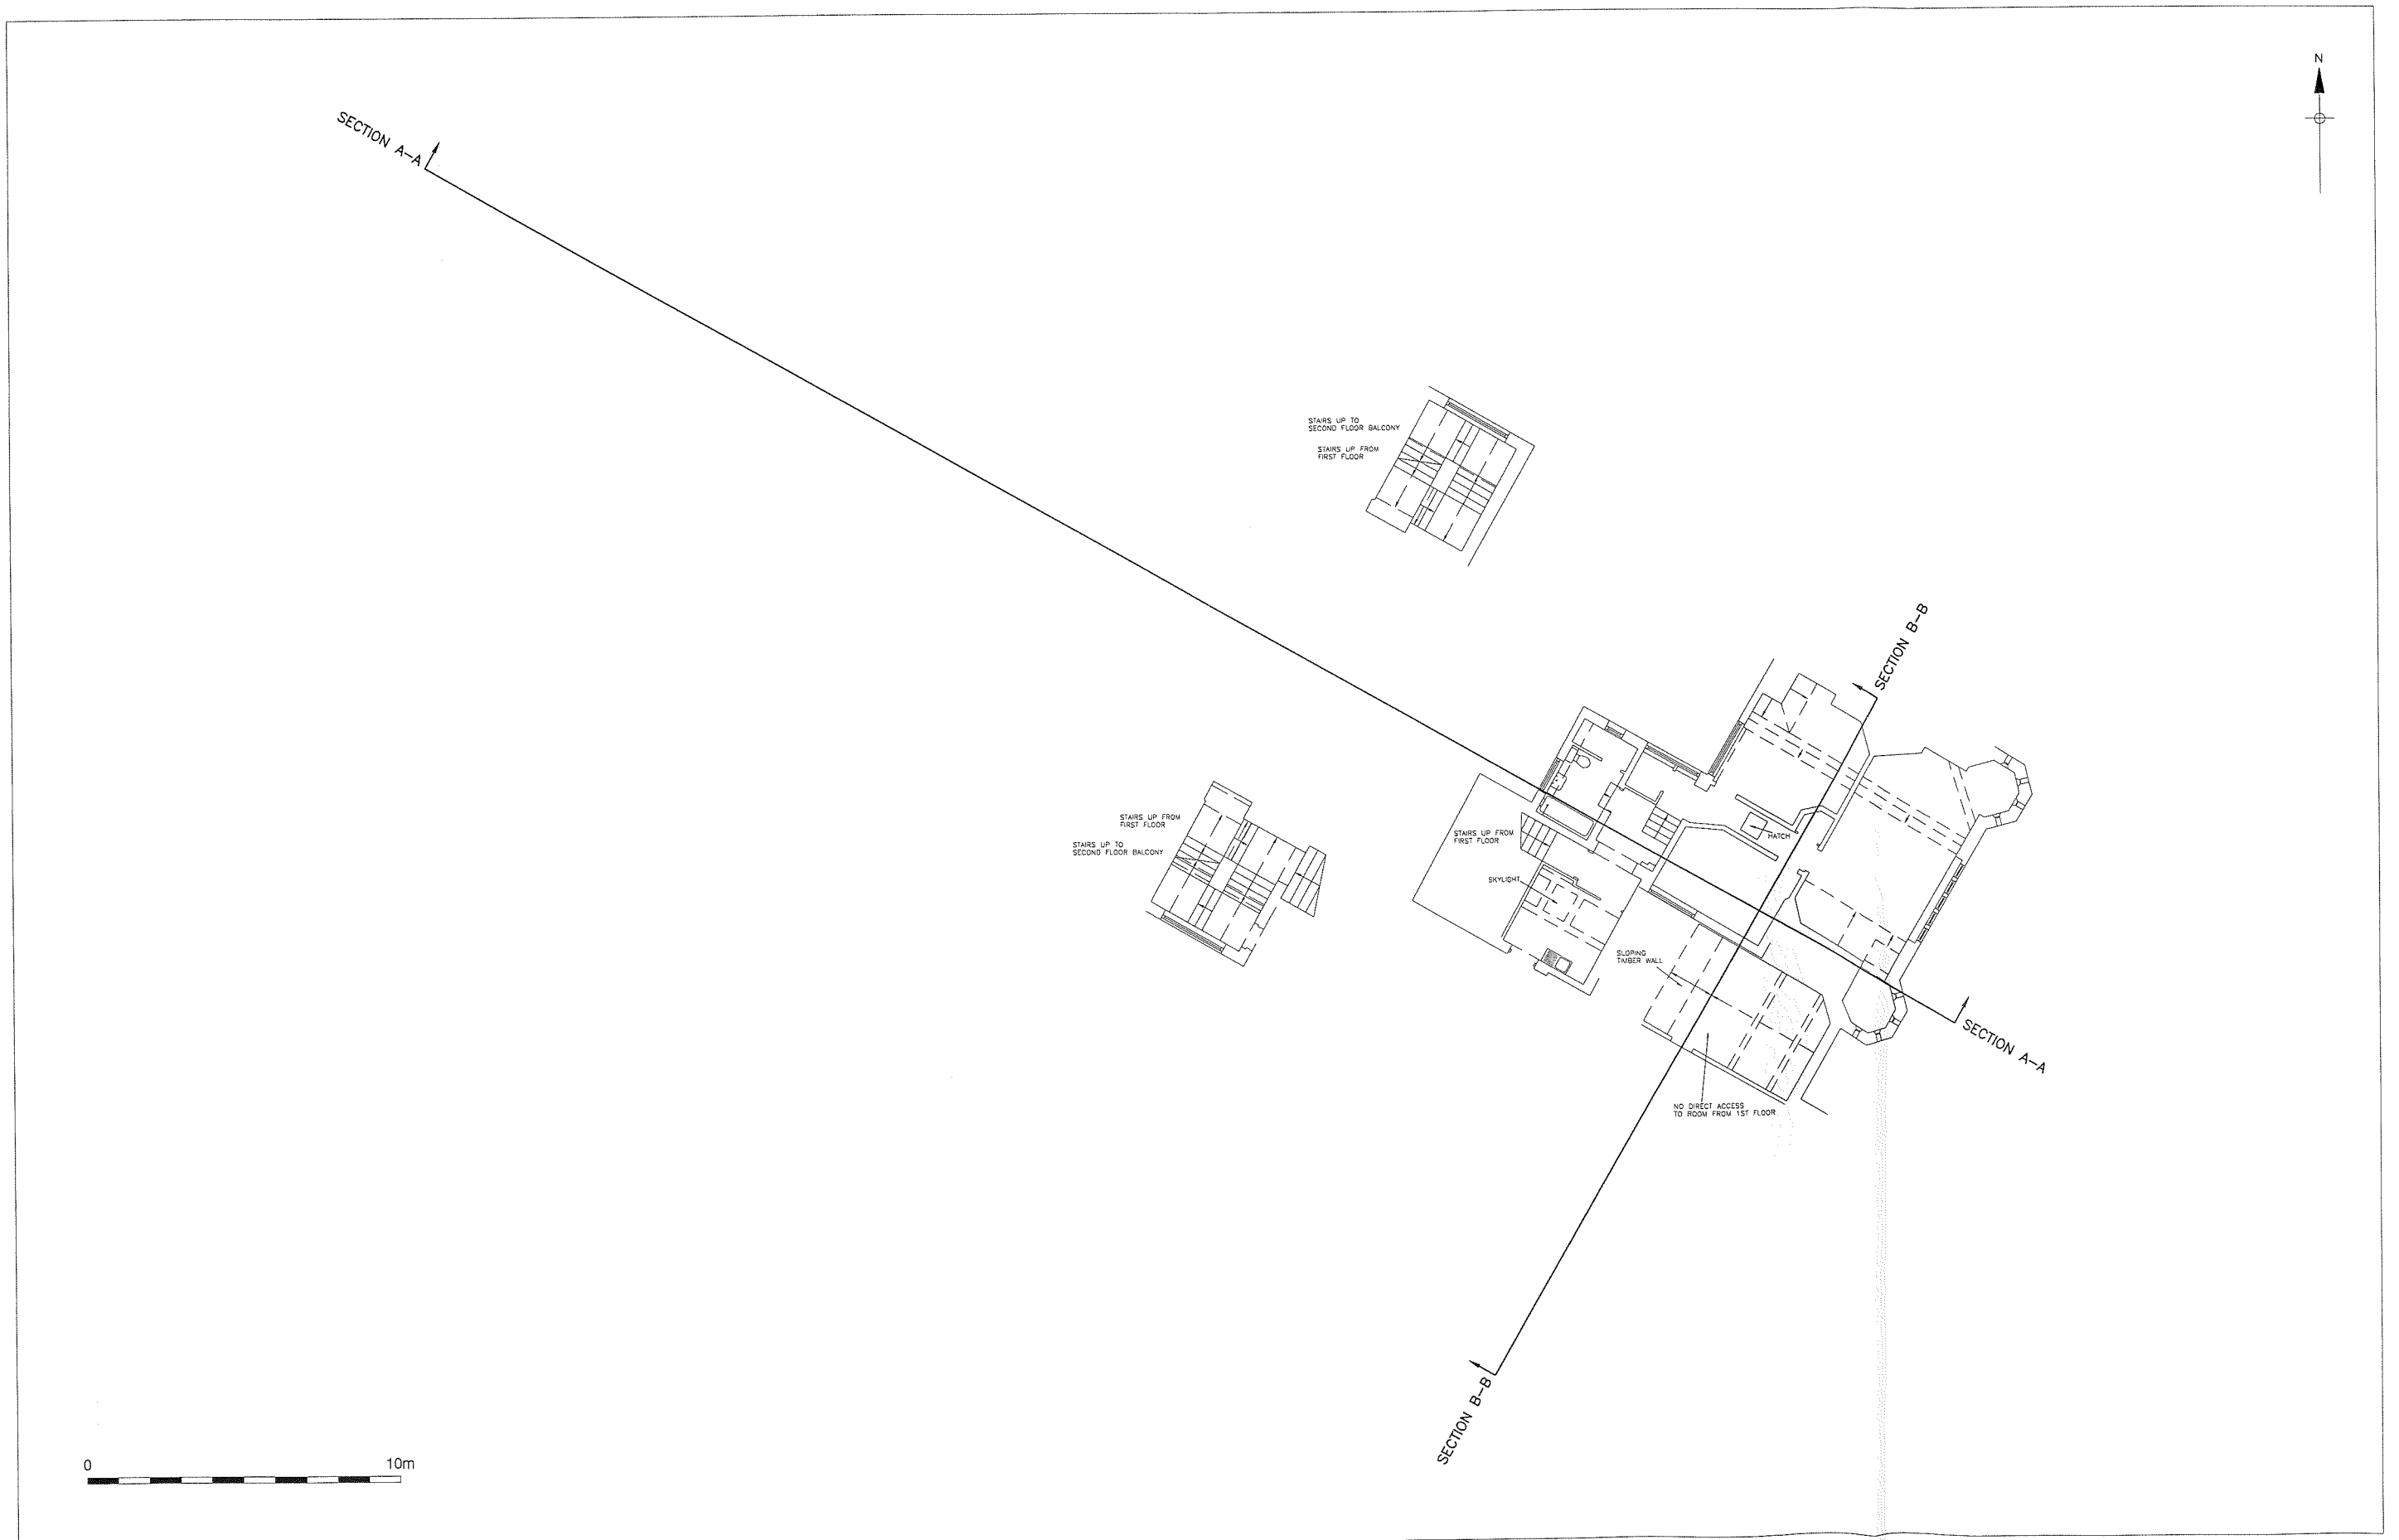 N
SECTION A-A
STAIRS UP TO
SECOND FLOOR BALCONY
STAIRS UP FROM
FIRST FLOOR
SECTION B-B
STAIRS UP FROM
FIRST FLOOR
STAIRS UP TO
SECOND FLOOR BALCONY
STAIRS UP FROM
FIRST FLOOR
HATCH
SKYLIGHT
SLOPING
TIMBER WALL
SECTION A-A
NO DIRECT ACCESS
TO ROOM FROM 1ST FLOOR
SECTION B-B
0 10m